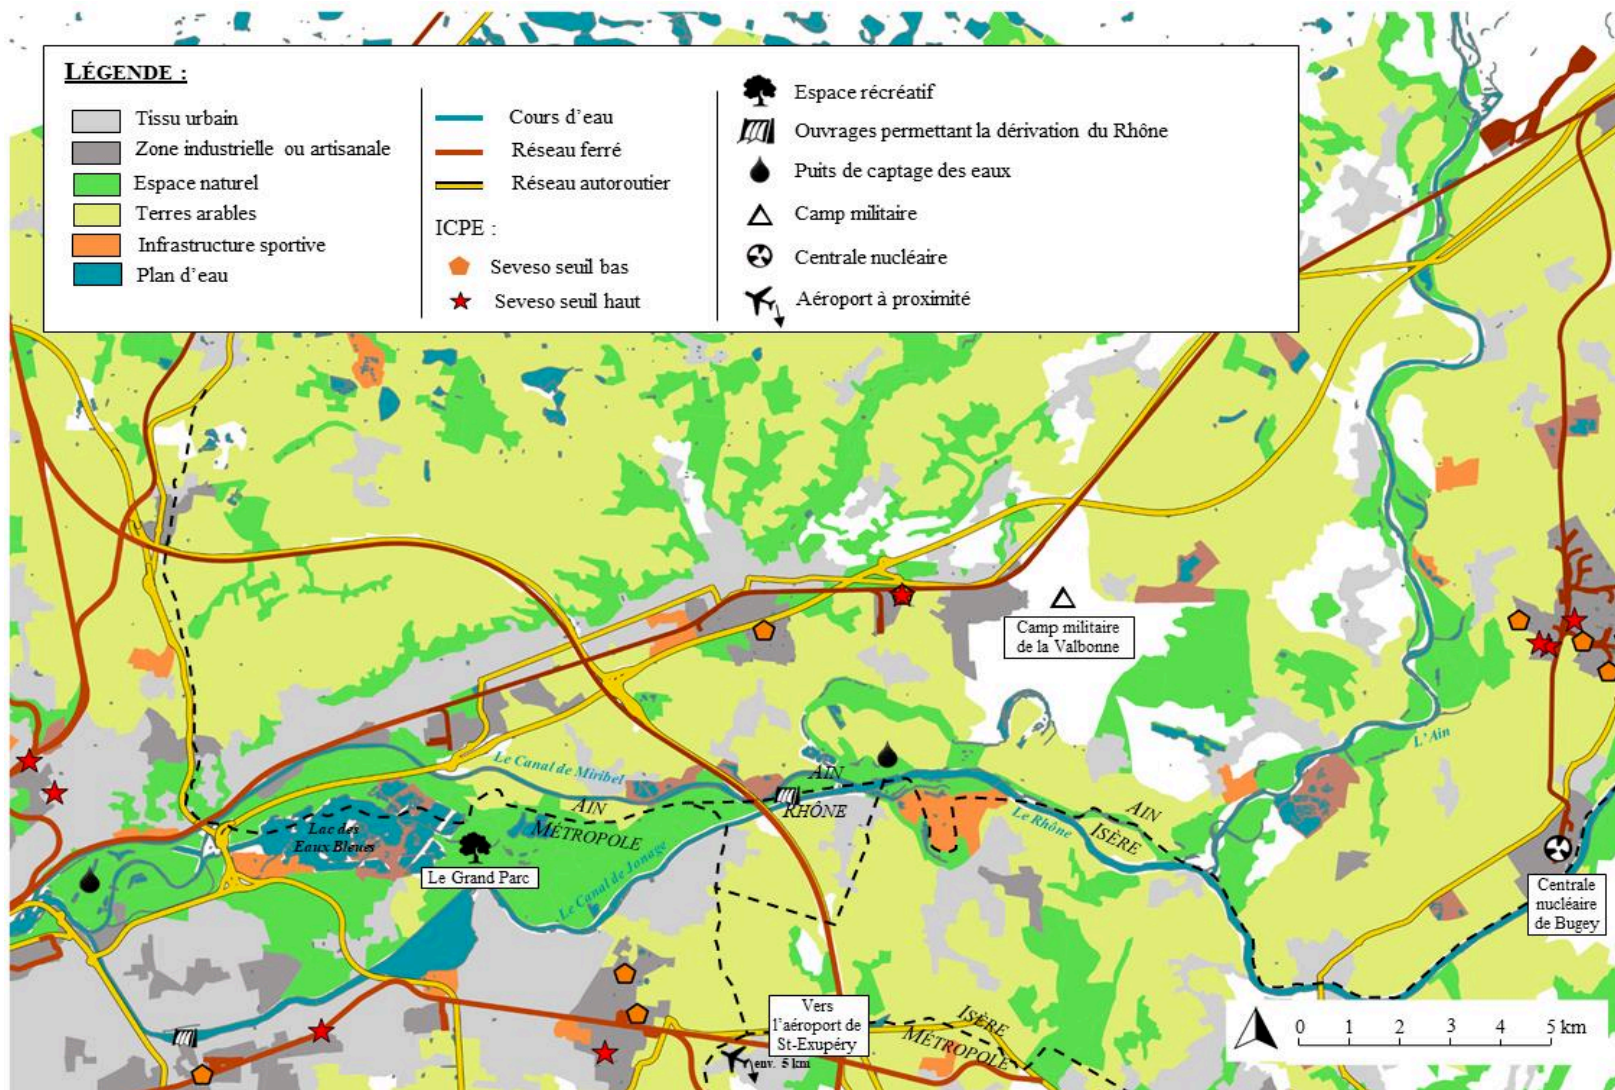 LÉGENDE :
Tissu urbain
Zone industrielle ou artisanale
Espace naturel
Terres arables
Infrastructure sportive
Plan d'eau
Cours d'eau
Réseau ferré
Réseau autoroutier
ICPE :
Seveso seuil bas
Seveso seuil haut
Espace récréatif
Ouvrages permettant la dérivation du Rhône
Puits de captage des eaux
Camp militaire
Centrale nucléaire
Aéroport à proximité
Camp militaire
de la Valbonne
L'Ain
Le Canal de Miribel
AIN
RHÔNE
AIN
MÉTROPOLE
Le Rhône
AIN
ISÈRE
Lac des
Eaux Bleues
Le Grand Parc
Le Canal de Jonage
Centrale
nucléaire
de Bugey
Vers
l'aéroport de
St-Exupéry
ISÈRE
MÉTROPOLE
env. 5 km
0 1 2 3 4 5 km